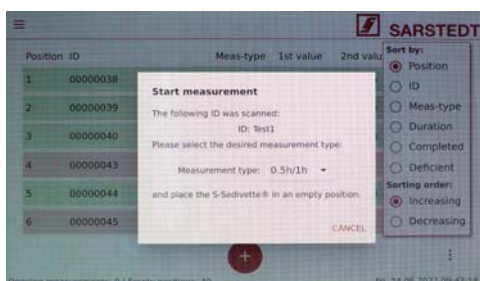 SARSTEDT
Position ID Meas-type 1st value 2nd valu
1 00000038
2 00000039
3 00000040
4 00000043
5 00000044
6 00000045
Start measurement
The following ID was scanned:
ID: Test1
Please select the desired measurement type:
Measurement type: 0.5h/1h
and place the S-Sedivette® in an empty position.
CANCEL
Sort by:
Position
ID
Meas-type
Duration
Completed
Deficient
Sorting order:
Increasing
Decreasing
+